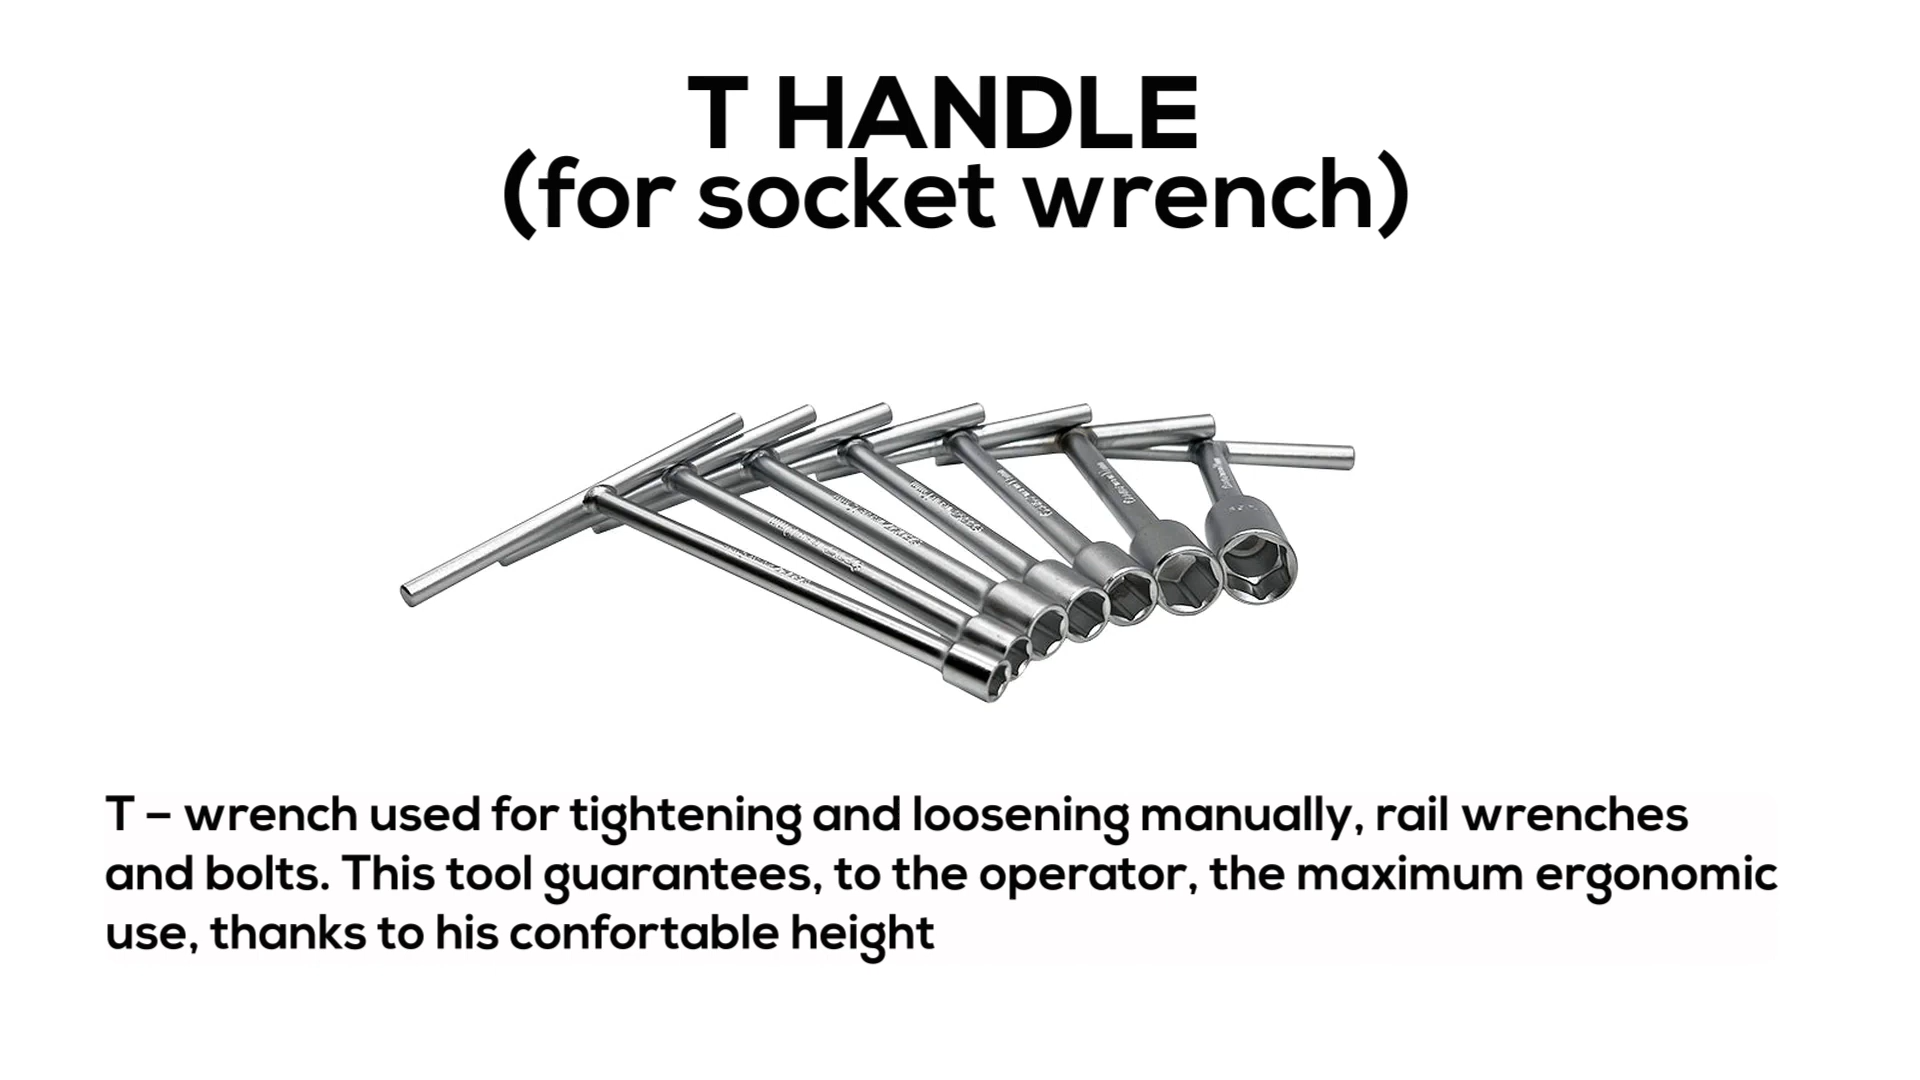 T HANDLE
(for socket wrench)
T – wrench used for tightening and loosening manually, rail wrenches
and bolts. This tool guarantees, to the operator, the maximum ergonomic
use, thanks to his confortable height